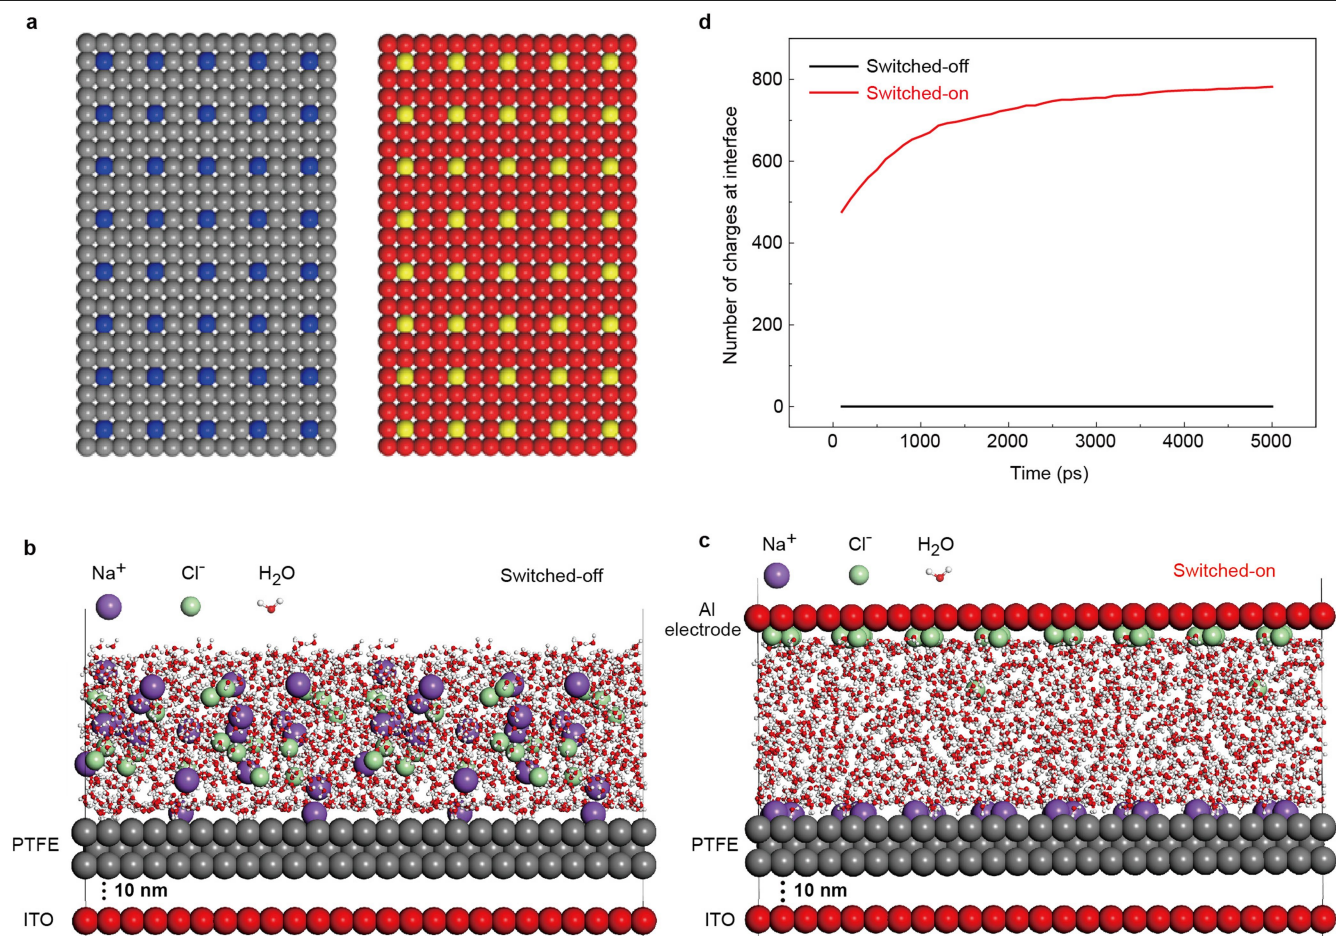 a
d
Switched-off
Switched-on
Number of charges at interface
800
600
400
200
0
0 1000 2000 3000 4000 5000
Time (ps)
b
Na⁺ Cl⁻ H₂O
Switched-off
PTFE
10 nm
ITO
c
Na⁺ Cl⁻ H₂O
Switched-on
Al
electrode
PTFE
10 nm
ITO